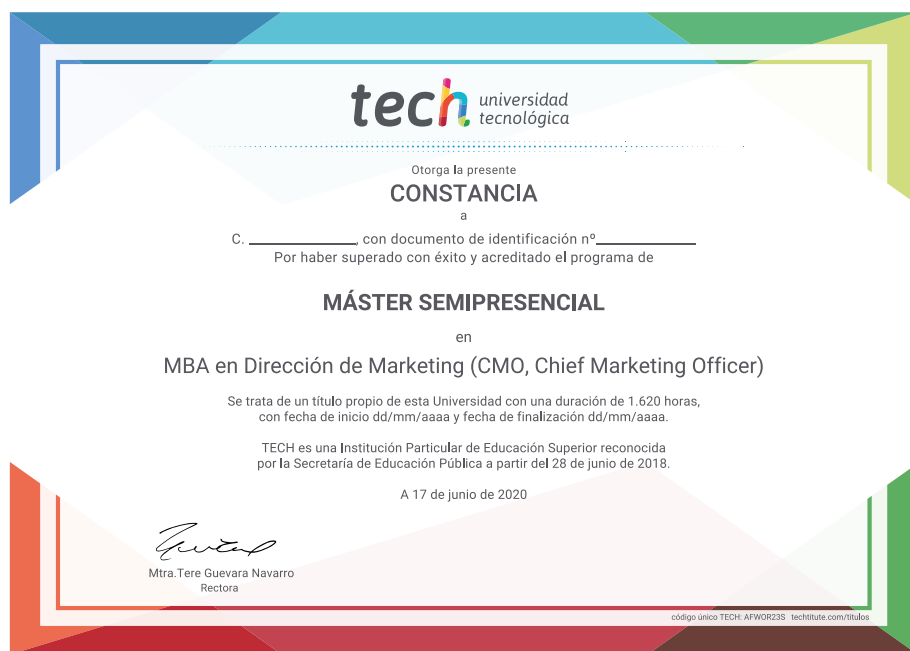 tech universidad
tecnológica
Otorga la presente
CONSTANCIA
a
C. ______________, con documento de identificación nº_____________
Por haber superado con éxito y acreditado el programa de
MÁSTER SEMIPRESENCIAL
en
MBA en Dirección de Marketing (CMO, Chief Marketing Officer)
Se trata de un título propio de esta Universidad con una duración de 1.620 horas,
con fecha de inicio dd/mm/aaaa y fecha de finalización dd/mm/aaaa.
TECH es una Institución Particular de Educación Superior reconocida
por la Secretaría de Educación Pública a partir del 28 de junio de 2018.
A 17 de junio de 2020
Mtra.Tere Guevara Navarro
Rectora
código único TECH: AFWOR23S techtitute.com/titulos